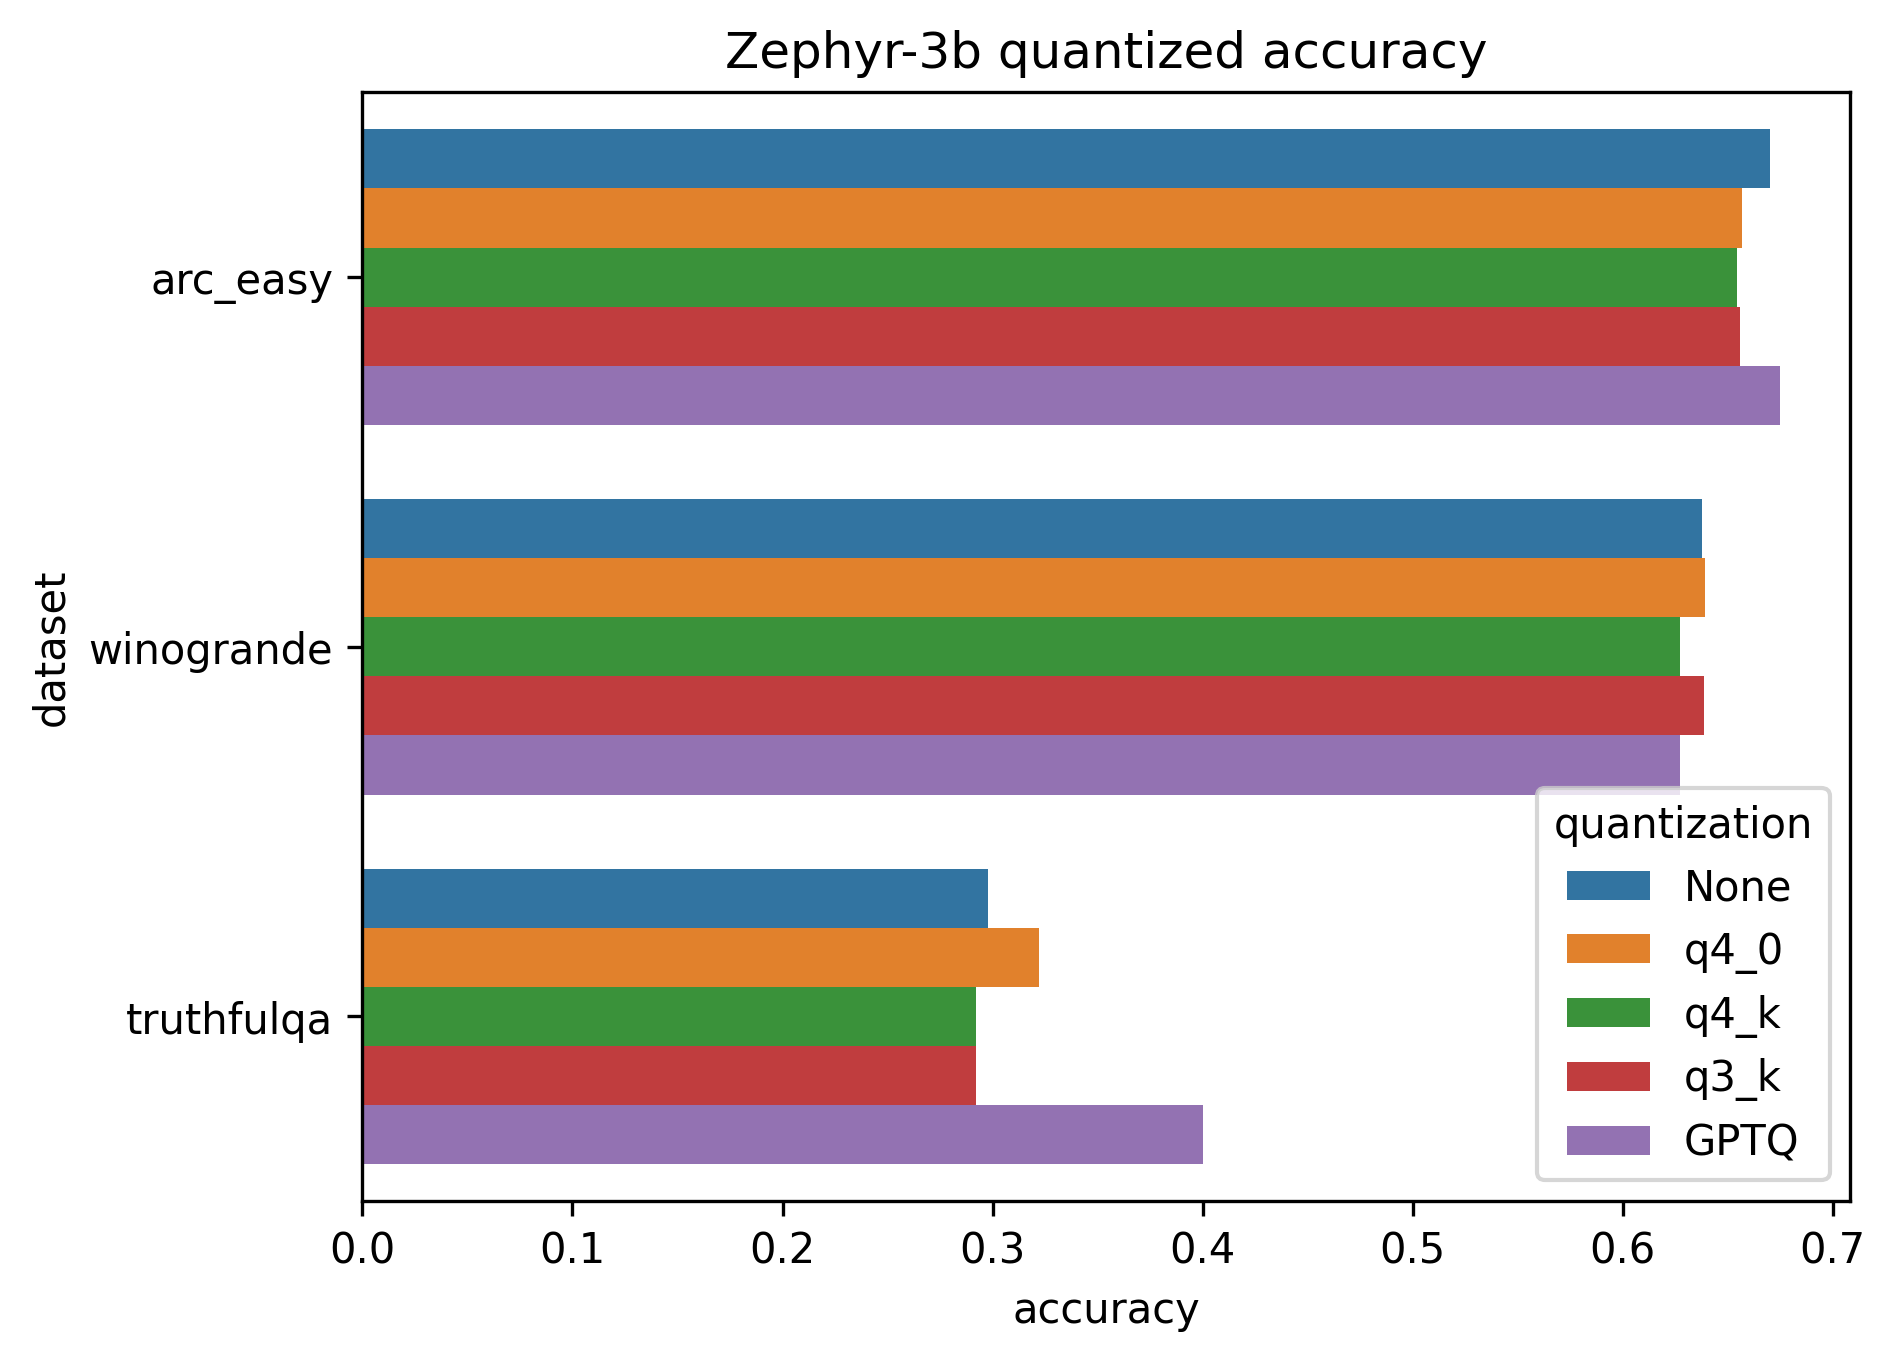 Zephyr-3b quantized accuracy
dataset
arc_easy
winogrande
truthfulqa
quantization
None
q4_0
q4_k
q3_k
GPTQ
0.0 0.1 0.2 0.3 0.4 0.5 0.6 0.7
accuracy